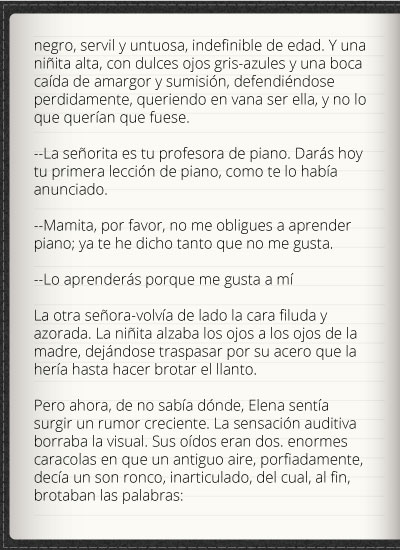 negro, servil y untuosa, indefinible de edad. Y una
niñita alta, con dulces ojos gris-azules y una boca
caída de amargor y sumisión, defendiéndose
perdidamente, queriendo en vana ser ella, y no lo
que querían que fuese.
--La señorita es tu profesora de piano. Darás hoy
tu primera lección de piano, como te lo había
anunciado.
--Mamita, por favor, no me obligues a aprender
piano; ya te he dicho tanto que no me gusta.
--Lo aprenderás porque me gusta a mí
La otra señora-volvía de lado la cara filuda y
azorada. La niñita alzaba los ojos a los ojos de la
madre, dejándose traspasar por su acero que la
hería hasta hacer brotar el llanto.
Pero ahora, de no sabía dónde, Elena sentía
surgir un rumor creciente. La sensación auditiva
borraba la visual. Sus oídos eran dos. enormes
caracolas en que un antiguo aire, porfiadamente,
decía un son ronco, inarticulado, del cual, al fin,
brotaban las palabras: